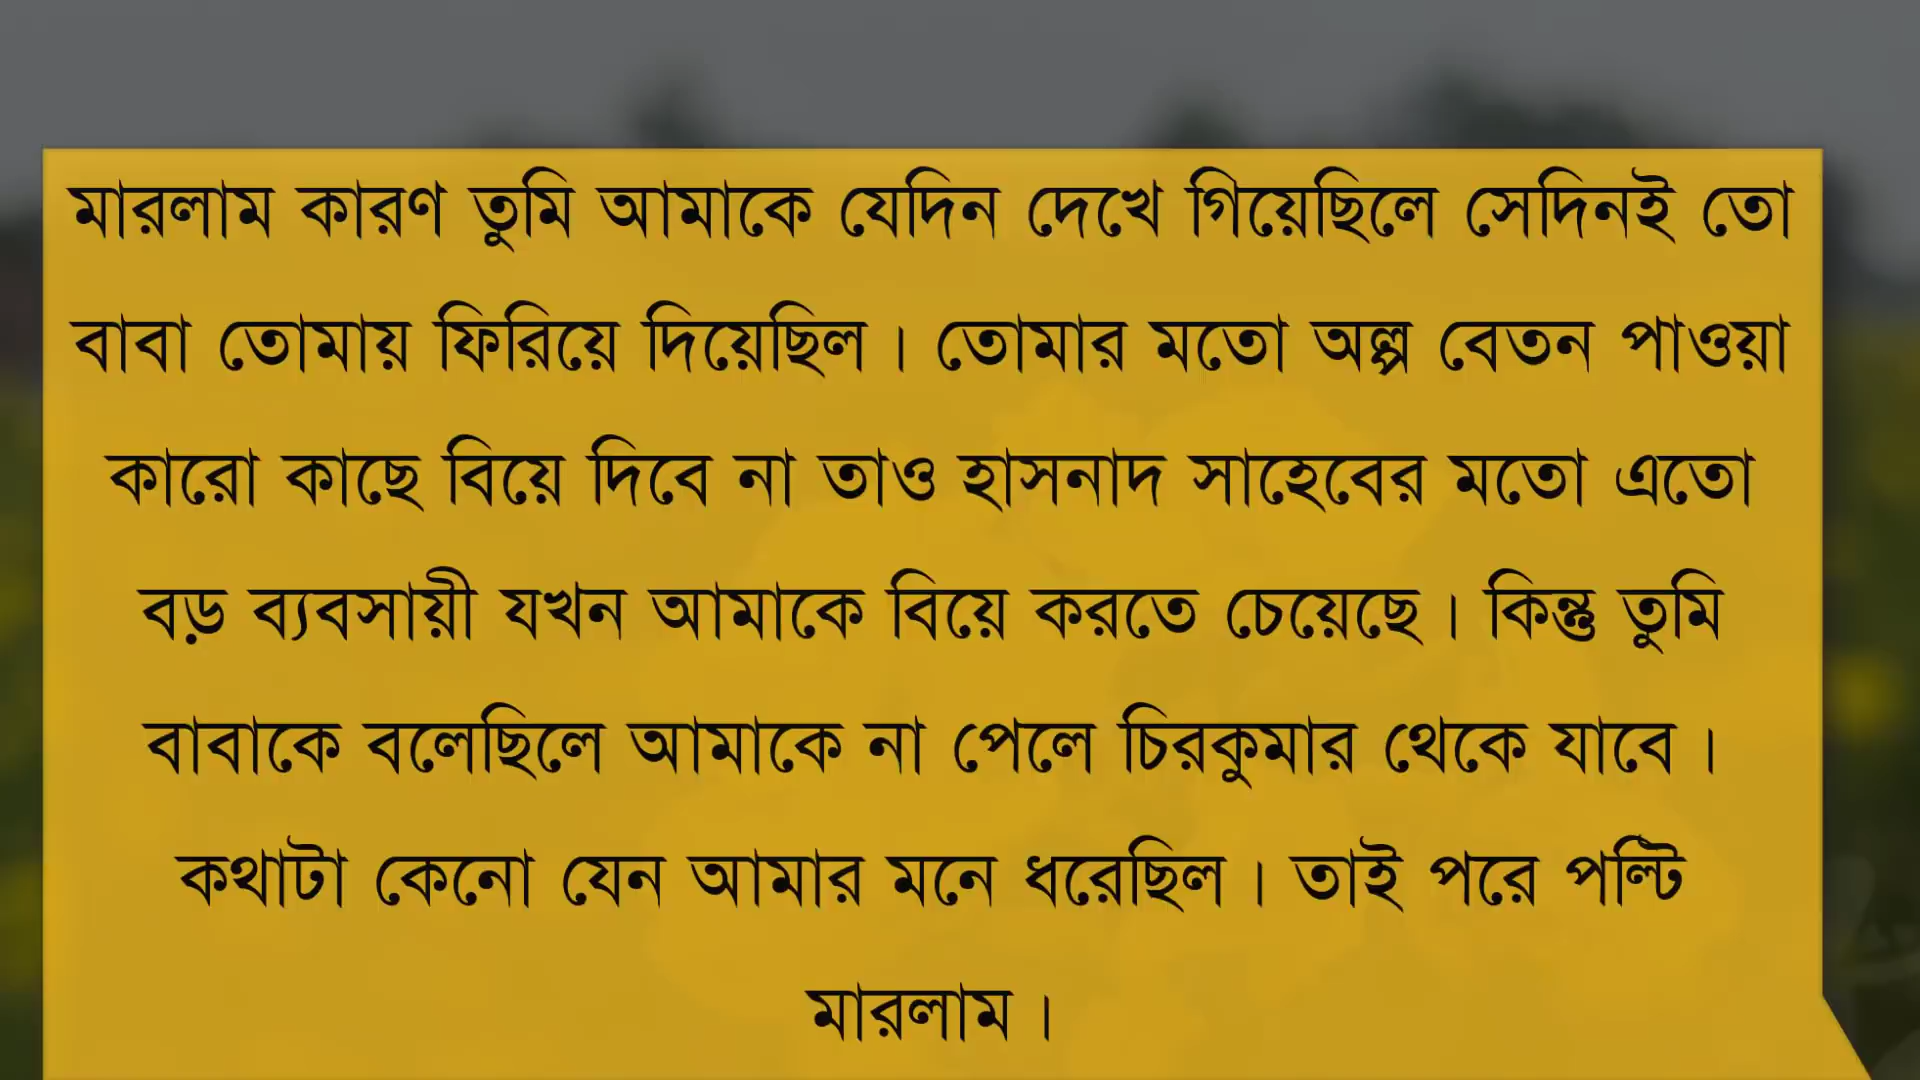 মারলাম কারণ তুমি আমাকে যেদিন দেখে গিয়েছিলে সেদিনই তো
বাবা তোমায় ফিরিয়ে দিয়েছিল। তোমার মতো অল্প বেতন পাওয়া
কারো কাছে বিয়ে দিবে না তাও হাসনাদ সাহেবের মতো এতো
বড় ব্যবসায়ী যখন আমাকে বিয়ে করতে চেয়েছে। কিন্তু তুমি
বাবাকে বলেছিলে আমাকে না পেলে চিরকুমার থেকে যাবে।
কথাটা কেনো যেন আমার মনে ধরেছিল। তাই পরে পল্টি
মারলাম।